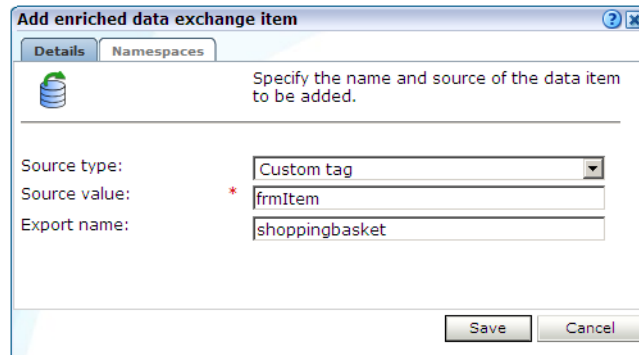 Add enriched data exchange item
Details Namespaces
Specify the name and source of the data item
to be added.
Source type: Custom tag
Source value: * frmItem
Export name: shoppingbasket
Save Cancel